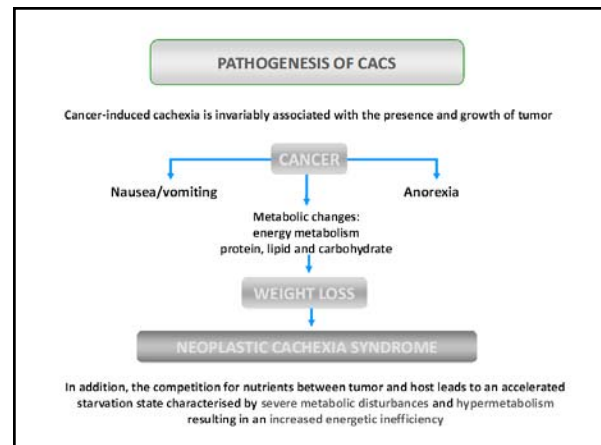 PATHOGENESIS OF CACS
Cancer-induced cachexia is invariably associated with the presence and growth of tumor
CANCER
Nausea/vomiting
Anorexia
Metabolic changes:
energy metabolism
protein, lipid and carbohydrate
WEIGHT LOSS
NEOPLASTIC CACHEXIA SYNDROME
In addition, the competition for nutrients between tumor and host leads to an accelerated
starvation state characterised by severe metabolic disturbances and hypermetabolism
resulting in an increased energetic inefficiency